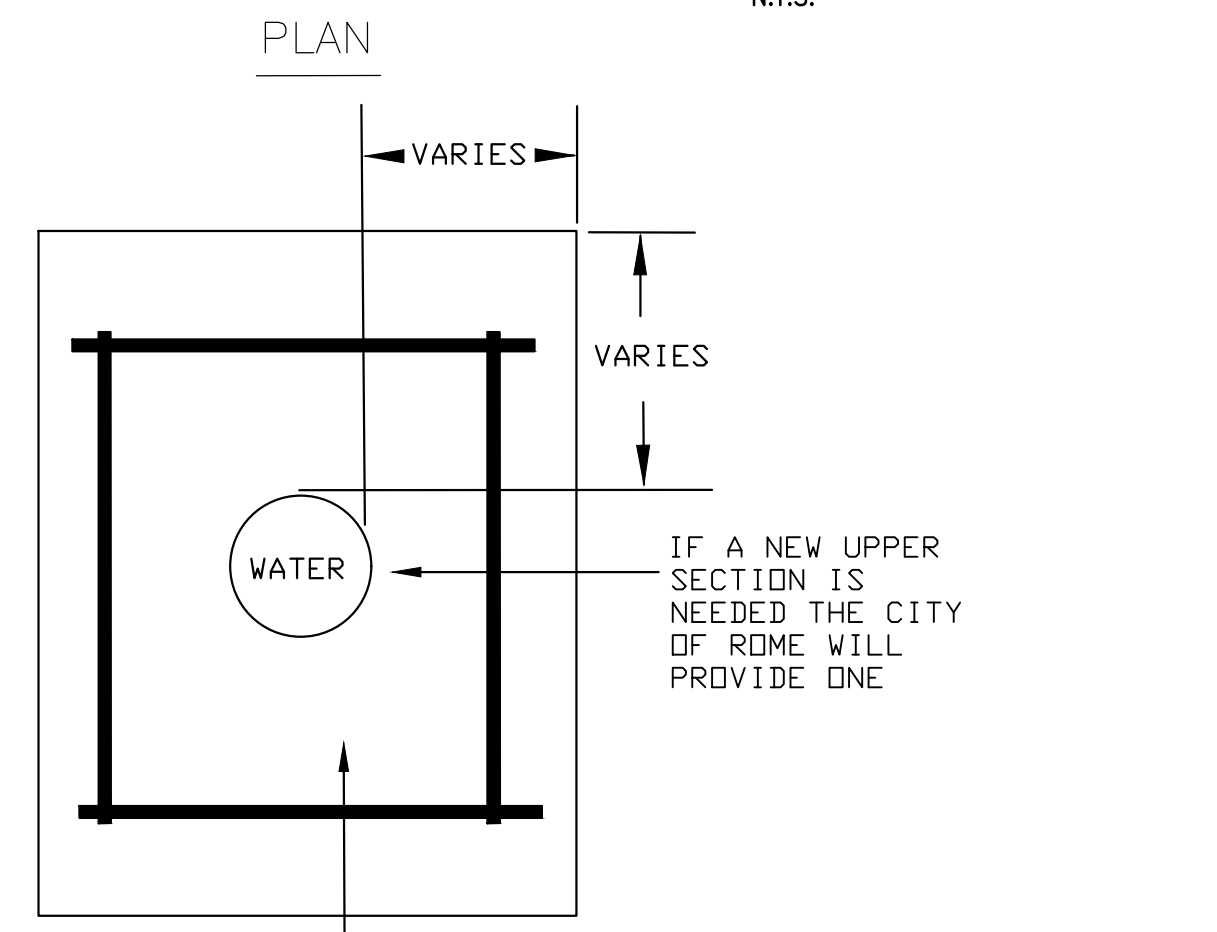 N.T.S.
PLAN
VARIES
VARIES
WATER
IF A NEW UPPER
SECTION IS
NEEDED THE CITY
OF ROME WILL
PROVIDE ONE